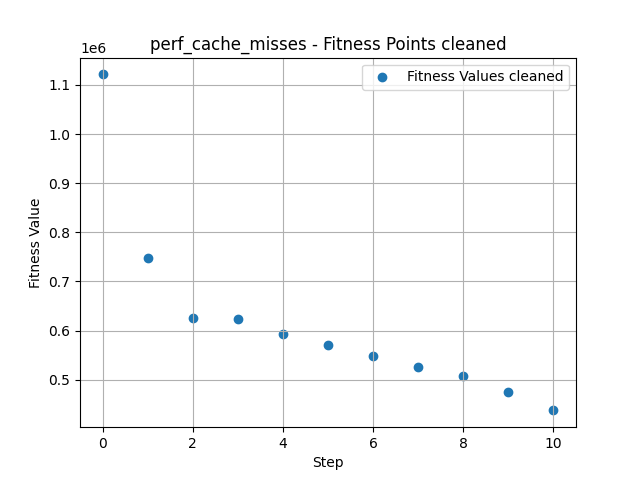 perf_cache_misses - Fitness Points cleaned
1e6
Fitness Values cleaned
1.1
1.0
0.9
0.8
0.7
0.6
0.5
Fitness Value
0 2 4 6 8 10
Step